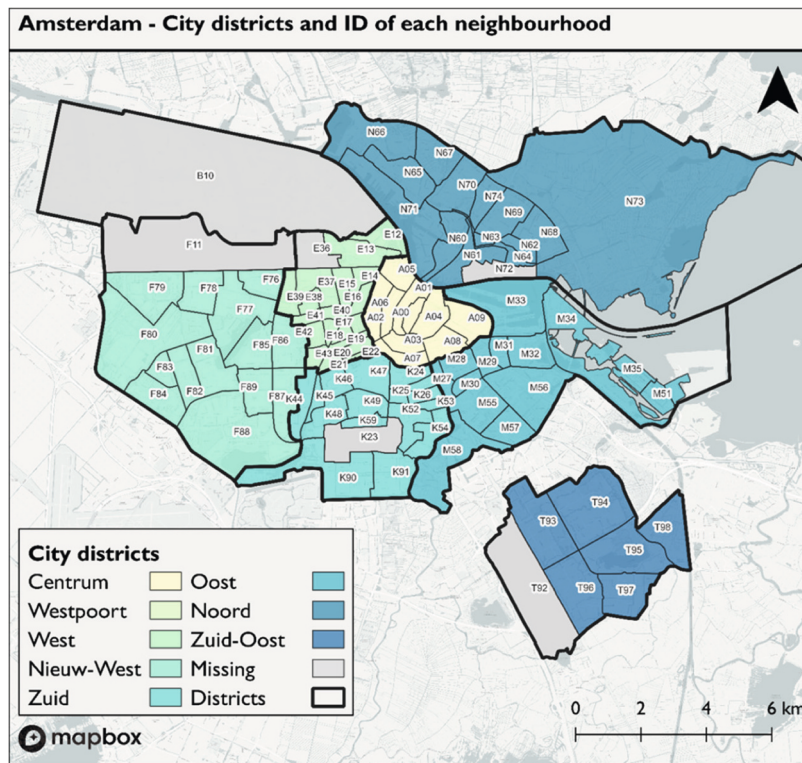 Amsterdam - City districts and ID of each neighbourhood
N66
N67
N65
N70
N74
B10
N71
N69
N73
E12
N68
N60
N63
N62
F11
E36
E13
N61
N64
N72
A05
F79
F78
F76
E37
E15
E14
A01
E39
E38
E16
M33
F77
A06
A00
E40
E41
A02
A04
A09
M34
E17
F80
E42
E18
E19
F81
F85
F86
A03
A08
M31
E43
E20
E22
A07
M28
M32
F83
E21
K47
K24
M29
M35
K46
M27
F84
F82
F89
F87
K44
K45
K25
K26
M30
M56
M51
K49
K53
K48
K52
M55
K59
F88
K54
M57
K23
M58
K90
K91
T93
T94
T98
T95
T92
T96
T97
City districts
Centrum Oost
Westpoort Noord
West Zuid-Oost
Nieuw-West Missing
Zuid Districts
mapbox
0 2 4 6 km